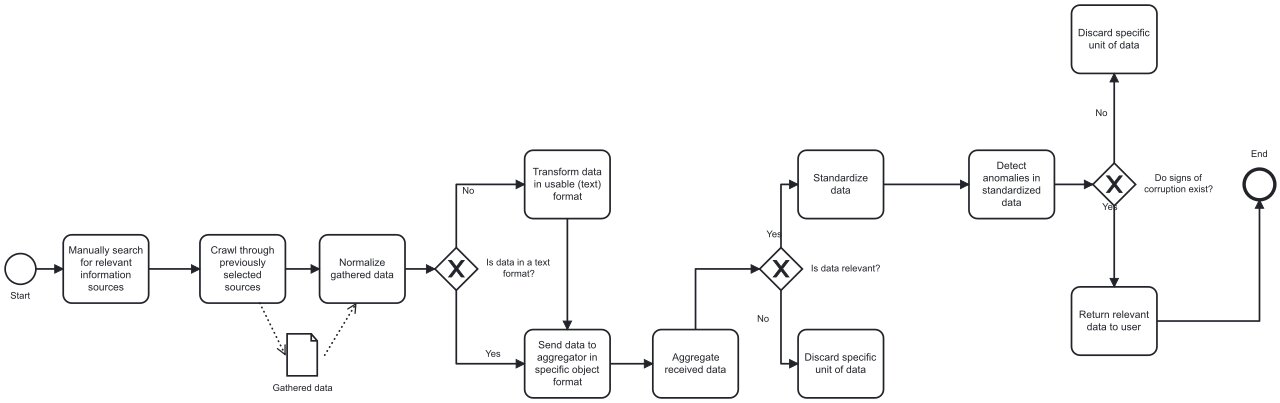 Start
Manually search
for relevant
information
sources
Crawl through
previously
selected
sources
Gathered data
Normalize
gathered data
Is data in a text
format?
No
Transform data
in usable (text)
format
Yes
Send data to
aggregator in
specific object
format
Aggregate
received data
Is data relevant?
Yes
Standardize
data
No
Discard specific
unit of data
Detect
anomalies in
standardized
data
Do signs of
corruption exist?
No
Discard specific
unit of data
Yes
Return relevant
data to user
End